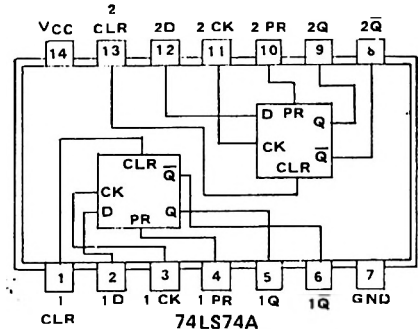 2
VCC CLR 2D 2 CK 2 PR 2Q 2Q̅
14 13 12 11 10 9 8
D PR Q
CK
CLR Q̅
CLR Q̅
CK
D PR Q
1 2 3 4 5 6 7
1 1D 1 CK 1 PR 1Q 1Q̅ GND
CLR
74LS74A